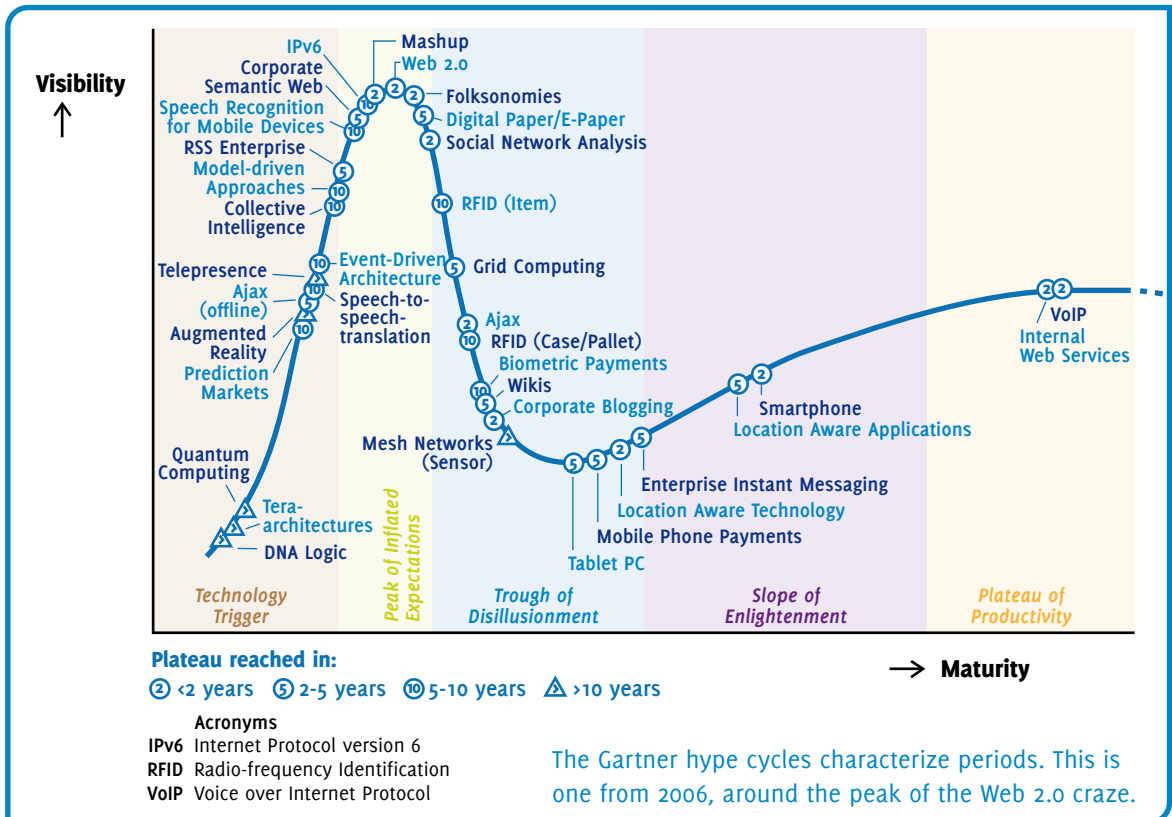 Visibility
IPv6
Corporate
Semantic Web
Speech Recognition
for Mobile Devices
RSS Enterprise
Model-driven
Approaches
Collective
Intelligence
Telepresence
Ajax
(offline)
Augmented
Reality
Prediction
Markets
Quantum
Computing
Tera-
architectures
DNA Logic
Event-Driven
Architecture
Speech-to-
speech-
translation
Mashup
Web 2.0
Folksonomies
Digital Paper/E-Paper
Social Network Analysis
RFID (Item)
Grid Computing
Ajax
RFID (Case/Pallet)
Biometric Payments
Wikis
Corporate Blogging
Mesh Networks
(Sensor)
Tablet PC
Mobile Phone Payments
Location Aware Technology
Enterprise Instant Messaging
Smartphone
Location Aware Applications
VoIP
Internal
Web Services
Technology
Trigger
Peak of Inflated
Expectations
Trough of
Disillusionment
Slope of
Enlightenment
Plateau of
Productivity
Maturity
Plateau reached in:
2 <2 years 5 2-5 years 10 5-10 years >10 years
Acronyms
IPv6 Internet Protocol version 6
RFID Radio-frequency Identification
VoIP Voice over Internet Protocol
The Gartner hype cycles characterize periods. This is
one from 2006, around the peak of the Web 2.0 craze.